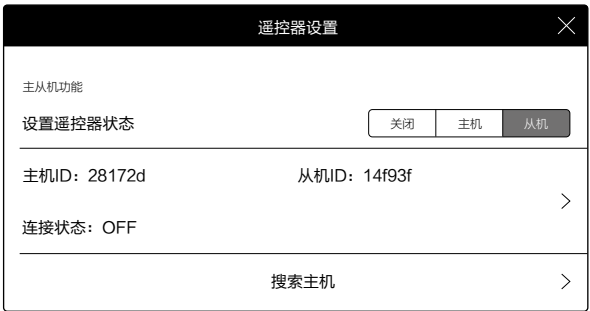 遥控器设置
主从机功能
设置遥控器状态 关闭 主机 从机
主机ID：28172d 从机ID：14f93f
连接状态：OFF
搜索主机